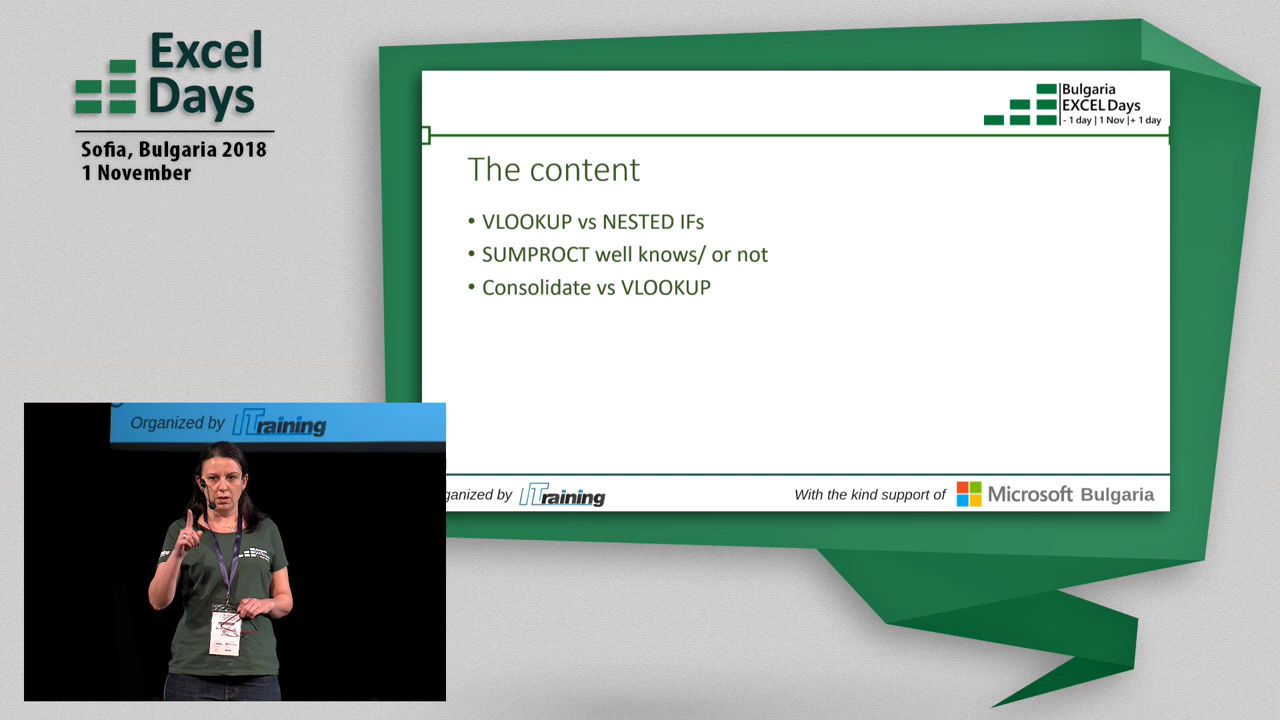 Excel
Days
Sofia, Bulgaria 2018
1 November
Bulgaria
EXCEL Days
- 1 day | 1 Nov |+ 1 day
The content
• VLOOKUP vs NESTED IFs
• SUMPROCT well knows/ or not
• Consolidate vs VLOOKUP
Organized by ITraining
ganized by ITraining
With the kind support of Microsoft Bulgaria